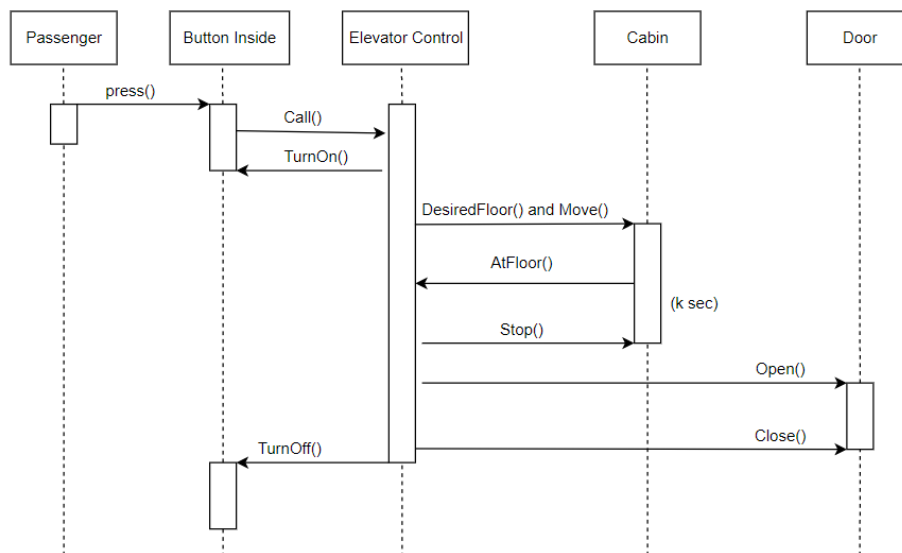 Passenger
Button Inside
Elevator Control
Cabin
Door
press()
Call()
TurnOn()
DesiredFloor() and Move()
AtFloor()
(k sec)
Stop()
Open()
Close()
TurnOff()